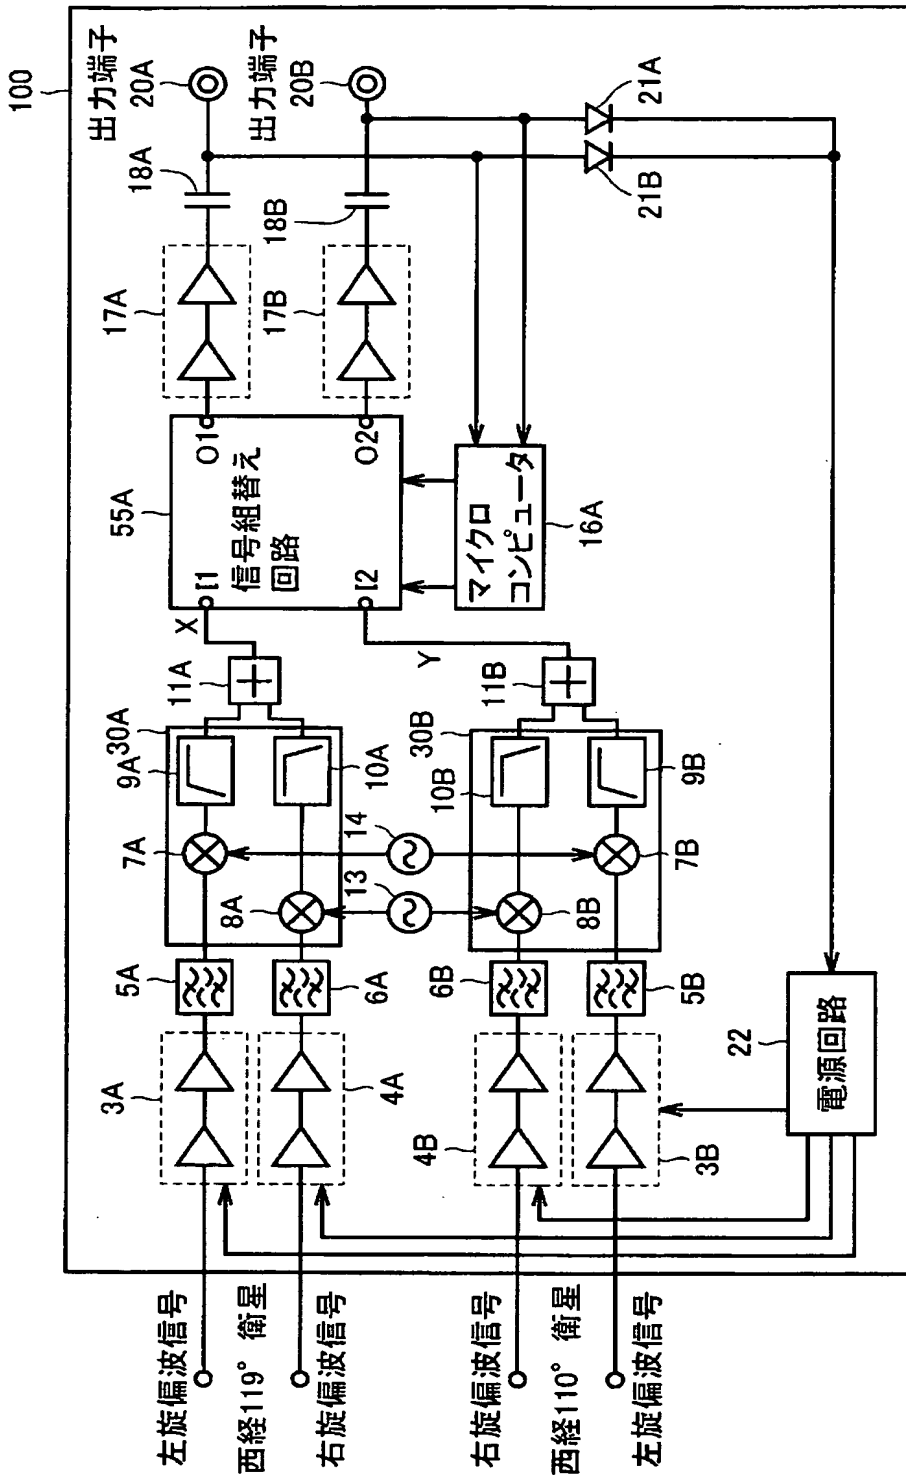 100
左旋偏波信号
西経119°衛星
右旋偏波信号
右旋偏波信号
西経110°衛星
左旋偏波信号
3A
4A
4B
3B
5A
6A
6B
5B
7A
8A
8B
7B
9A
10A
10B
9B
30A
30B
13
14
11A
11B
X
Y
55A
I1
I2
O1
O2
信号組替え
回路
マイクロ
コンピュータ
16A
17A
17B
18A
18B
出力端子
20A
出力端子
20B
21A
21B
22
電源回路